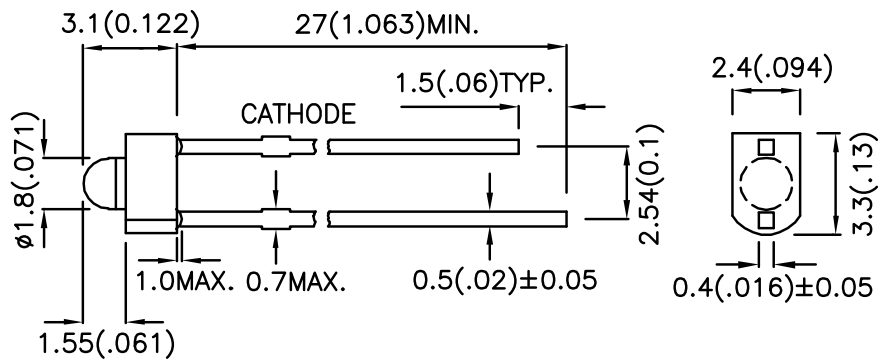 3.1(0.122)
27(1.063)MIN.
1.5(.06)TYP.
2.4(.094)
CATHODE
ø1.8(.071)
2.54(0.1)
3.3(.13)
1.0MAX.
0.7MAX.
0.5(.02)±0.05
0.4(.016)±0.05
1.55(.061)